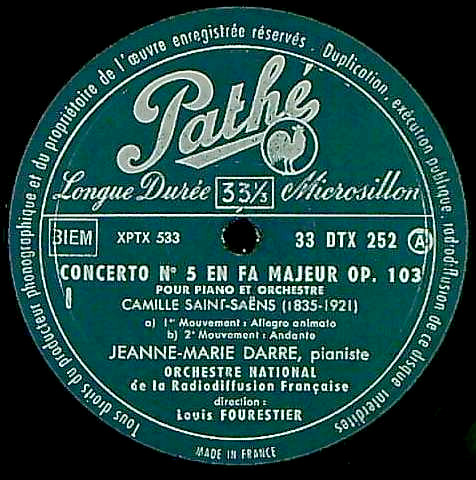 Tous droits du producteur phonographique et du propriétaire de l'œuvre enregistrée réservés. Duplication, exécution publique, radiodiffusion de ce disque interdites
Pathé
Longue Durée 33⅓ Microsillon
BIEM XPTX 533 33 DTX 252 A
CONCERTO N° 5 EN FA MAJEUR OP. 103
POUR PIANO ET ORCHESTRE
CAMILLE SAINT-SAËNS (1835-1921)
a) 1er Mouvement : Allegro animato
b) 2e Mouvement : Andante
JEANNE-MARIE DARRE, pianiste
ORCHESTRE NATIONAL
de la Radiodiffusion Française
direction :
Louis FOURESTIER
MADE IN FRANCE